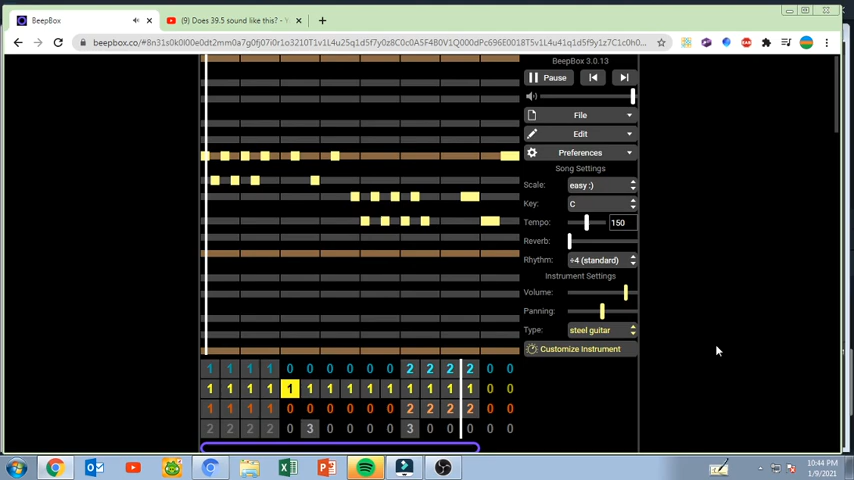 BeepBox
(9) Does 39.5 sound like this? -
beepbox.co/#8n31s0k0l00e0dt2mm0a7g0fj07i0r1o3210T1v1L4u25q1d5f7y0z8C0c0A5F4B0V1Q000dPc696E0018T5v1L4u41q1d5f9y1z7C1c0h0...
BeepBox 3.0.13
Pause
File
Edit
Preferences
Song Settings
Scale: easy :)
Key: C
Tempo: 150
Reverb:
Rhythm: ÷4 (standard)
Instrument Settings
Volume:
Panning:
Type: steel guitar
Customize Instrument
1 1 1 1 0 0 0 0 0 0 2 2 2 2 0 0
1 1 1 1 1 1 1 1 1 1 1 1 1 1 0 0
1 1 1 1 0 0 0 0 0 0 2 2 2 2 0 0
2 2 2 2 0 3 0 0 0 0 3 0 0 0 0 0
10:44 PM
1/9/2021